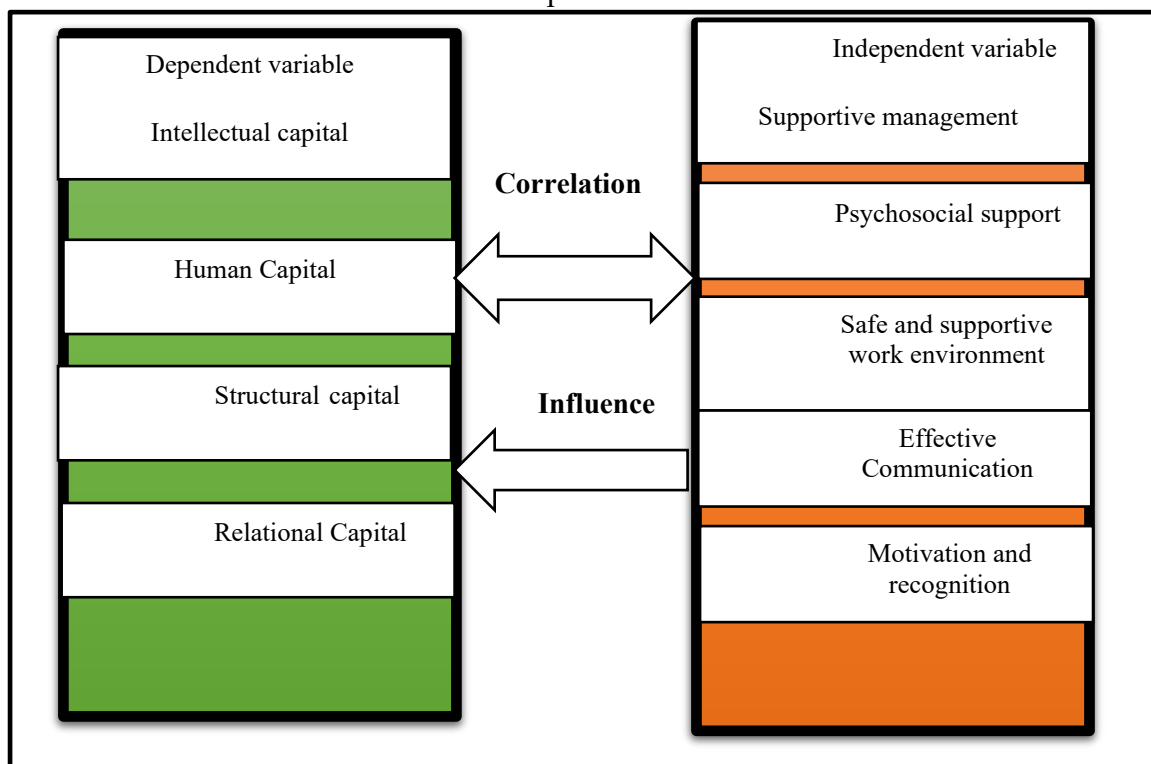 Dependent variable
Intellectual capital
Human Capital
Structural capital
Relational Capital
Correlation
Influence
Independent variable
Supportive management
Psychosocial support
Safe and supportive
work environment
Effective
Communication
Motivation and
recognition